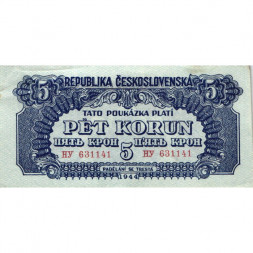 5 REPUBLIKA ČESKOSLOVENSKÁ 5
TATO POUKÁZKA PLATÍ
PĚT KORUN
ПЯТЬ КРОН 5 ПЯТЬ КРОН
НУ 631141 НУ 631141
PADĚLÁNÍ SE TRESTÁ
1944